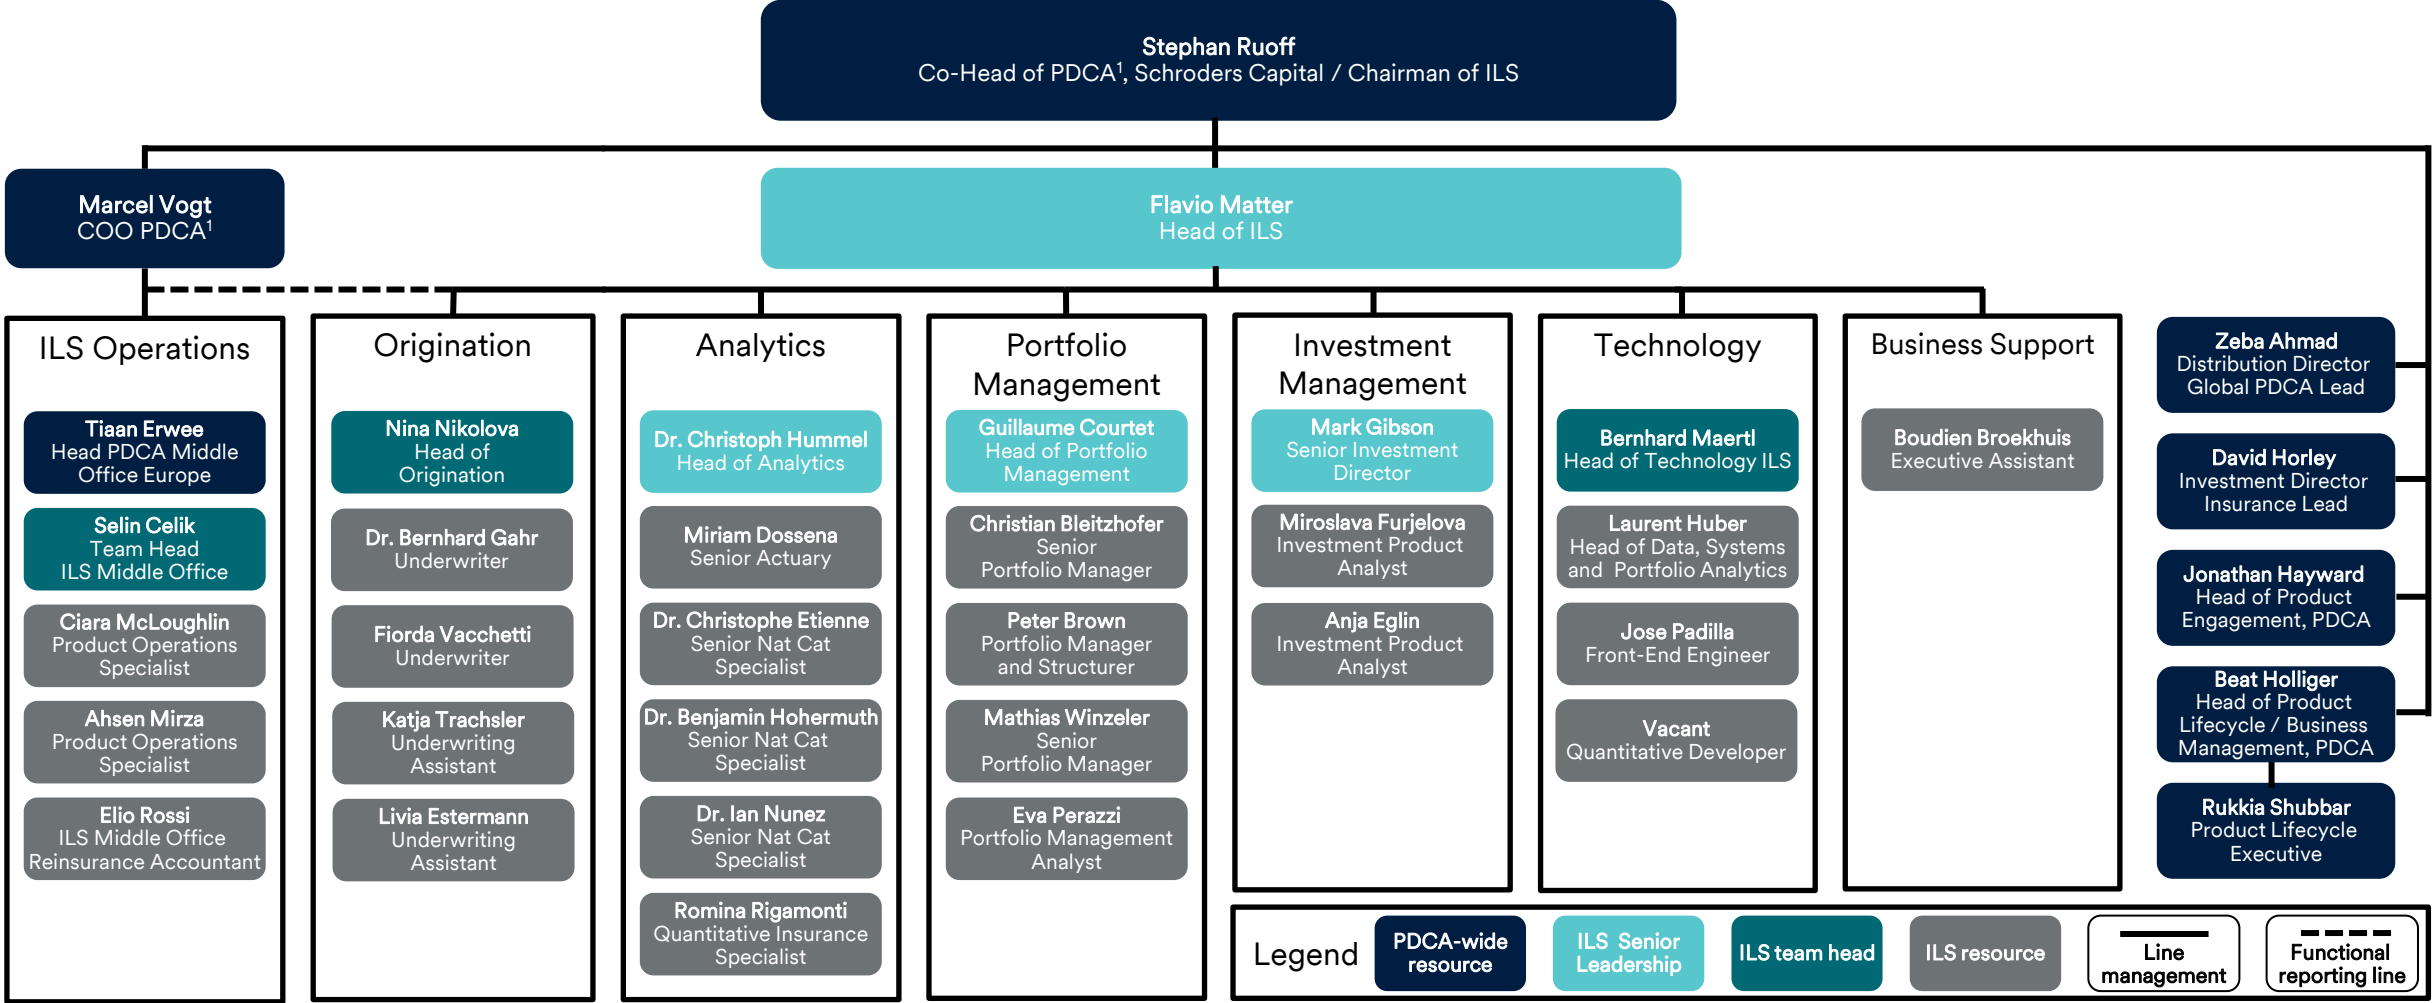 Stephan Ruoff
Co-Head of PDCA¹, Schroders Capital / Chairman of ILS
Marcel Vogt
COO PDCA¹
Flavio Matter
Head of ILS
ILS Operations
Tiaan Erwee
Head PDCA Middle
Office Europe
Selin Celik
Team Head
ILS Middle Office
Ciara McLoughlin
Product Operations
Specialist
Ahsen Mirza
Product Operations
Specialist
Elio Rossi
ILS Middle Office
Reinsurance Accountant
Origination
Nina Nikolova
Head of
Origination
Dr. Bernhard Gahr
Underwriter
Fiorda Vacchetti
Underwriter
Katja Trachsler
Underwriting
Assistant
Livia Estermann
Underwriting
Assistant
Analytics
Dr. Christoph Hummel
Head of Analytics
Miriam Dossena
Senior Actuary
Dr. Christophe Etienne
Senior Nat Cat
Specialist
Dr. Benjamin Hohermuth
Senior Nat Cat
Specialist
Dr. Ian Nunez
Senior Nat Cat
Specialist
Romina Rigamonti
Quantitative Insurance
Specialist
Portfolio
Management
Guillaume Courtet
Head of Portfolio
Management
Christian Bleitzhofer
Senior
Portfolio Manager
Peter Brown
Portfolio Manager
and Structurer
Mathias Winzeler
Senior
Portfolio Manager
Eva Perazzi
Portfolio Management
Analyst
Investment
Management
Mark Gibson
Senior Investment
Director
Miroslava Furjelova
Investment Product
Analyst
Anja Eglin
Investment Product
Analyst
Technology
Bernhard Maertl
Head of Technology ILS
Laurent Huber
Head of Data, Systems
and Portfolio Analytics
Jose Padilla
Front-End Engineer
Vacant
Quantitative Developer
Business Support
Boudien Broekhuis
Executive Assistant
Zeba Ahmad
Distribution Director
Global PDCA Lead
David Horley
Investment Director
Insurance Lead
Jonathan Hayward
Head of Product
Engagement, PDCA
Beat Holliger
Head of Product
Lifecycle / Business
Management, PDCA
Rukkia Shubbar
Product Lifecycle
Executive
Legend
PDCA-wide
resource
ILS Senior
Leadership
ILS team head
ILS resource
Line
management
Functional
reporting line